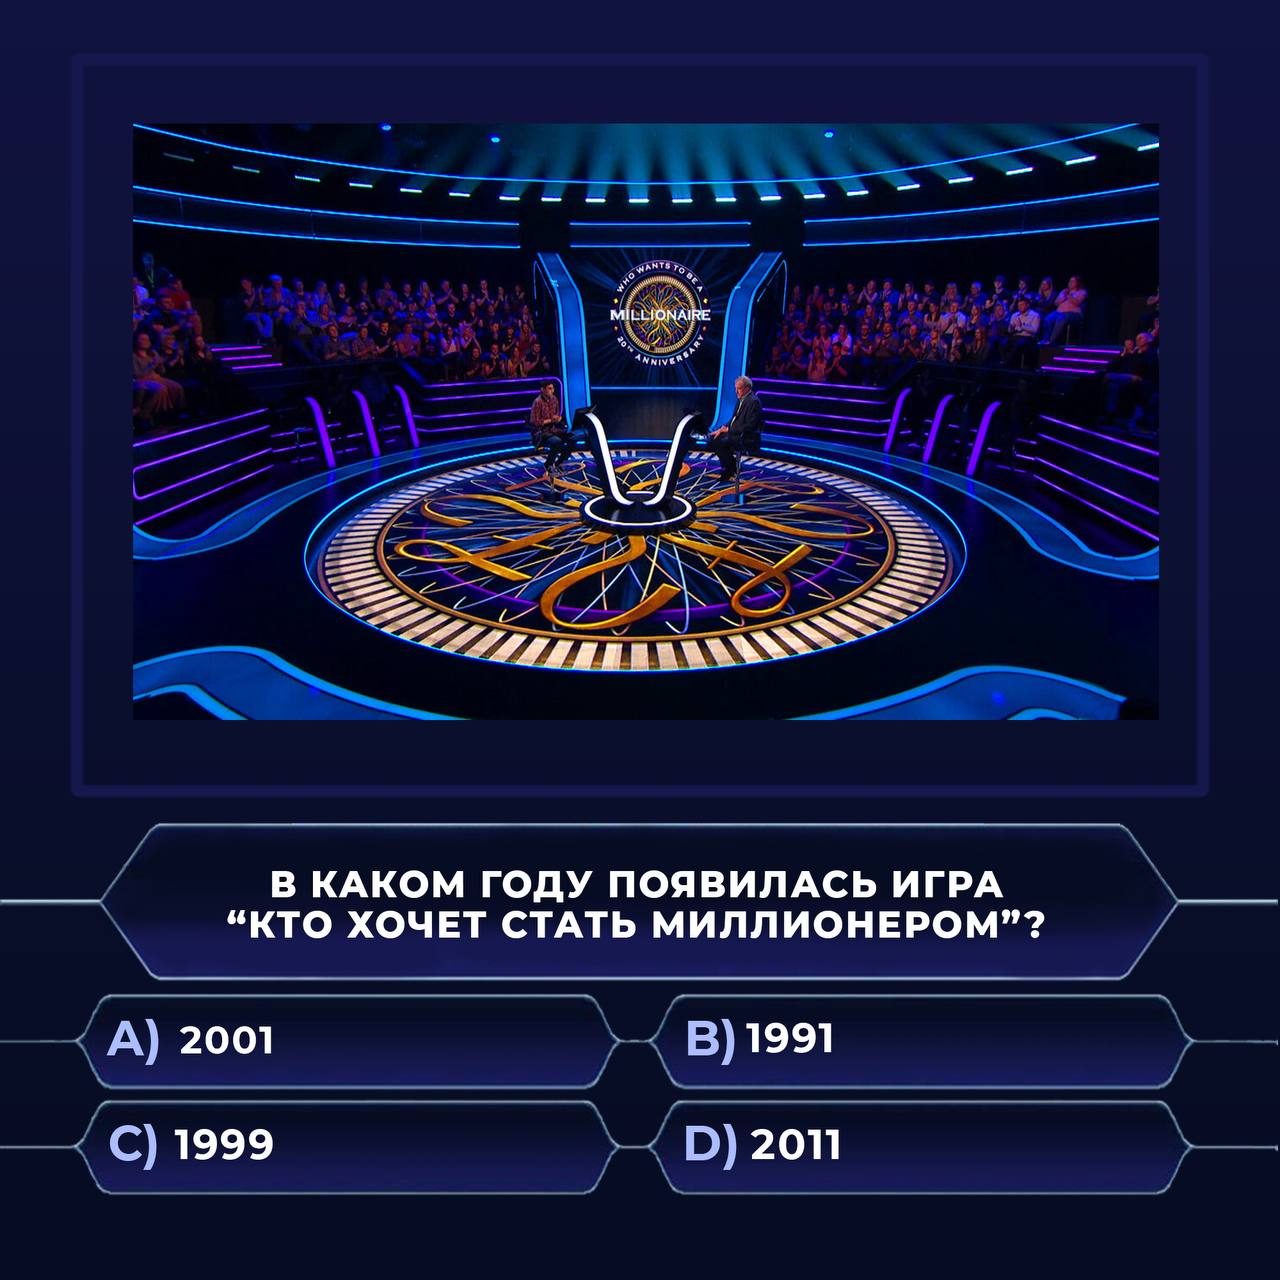 WHO WANTS TO BE A
MILLIONAIRE
20TH ANNIVERSARY
В КАКОМ ГОДУ ПОЯВИЛАСЬ ИГРА
“КТО ХОЧЕТ СТАТЬ МИЛЛИОНЕРОМ”?
A) 2001
B) 1991
C) 1999
D) 2011